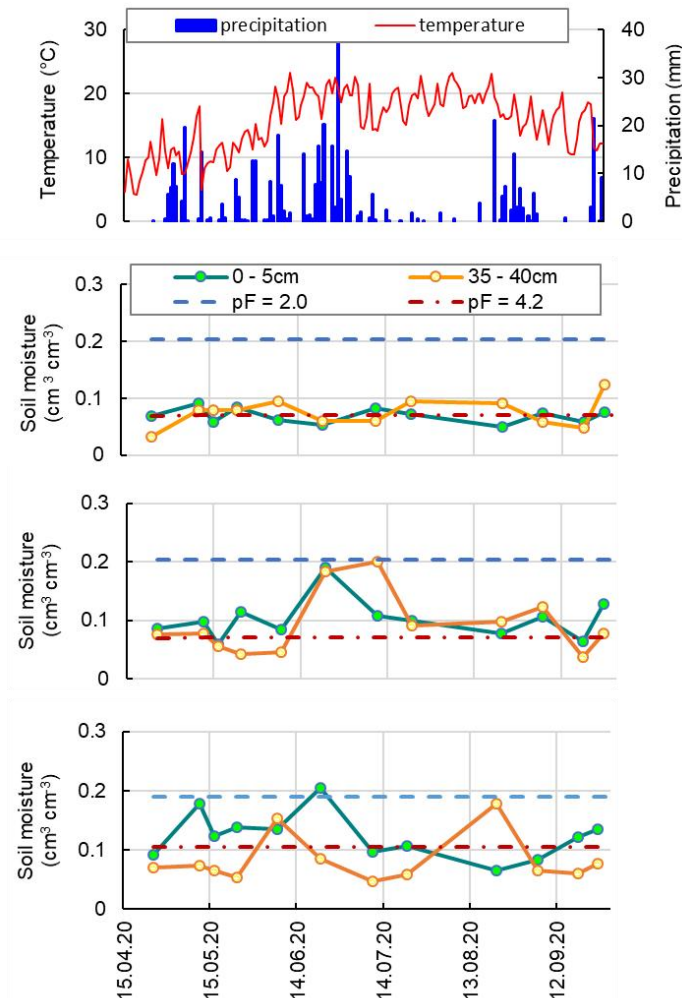 precipitation temperature
Temperature (°C)
30
20
10
0
40
30
20
10
0
Precipitation (mm)
0 - 5cm 35 - 40cm
pF = 2.0 pF = 4.2
Soil moisture
(cm³ cm⁻³)
0.3
0.2
0.1
0
Soil moisture
(cm³ cm⁻³)
0.3
0.2
0.1
0
Soil moisture
(cm³ cm⁻³)
0.3
0.2
0.1
0
15.04.20
15.05.20
14.06.20
14.07.20
13.08.20
12.09.20